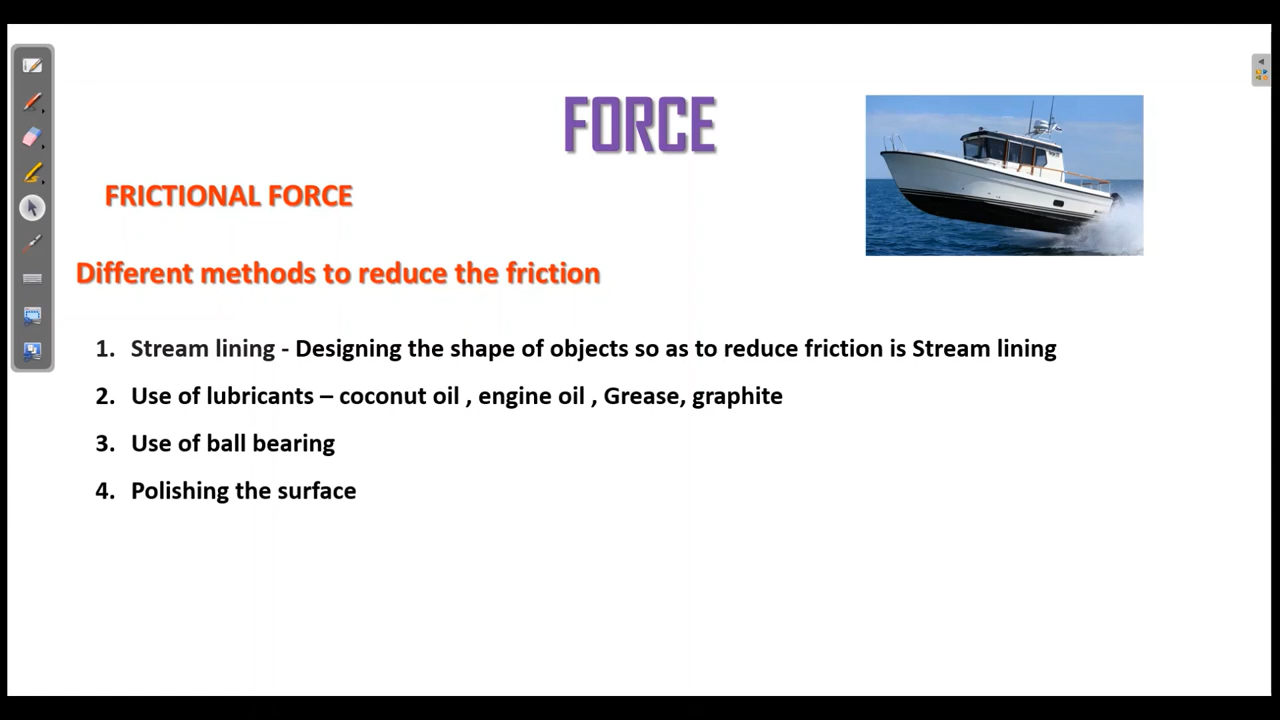 FORCE
FRICTIONAL FORCE
Different methods to reduce the friction
1. Stream lining - Designing the shape of objects so as to reduce friction is Stream lining
2. Use of lubricants – coconut oil , engine oil , Grease, graphite
3. Use of ball bearing
4. Polishing the surface